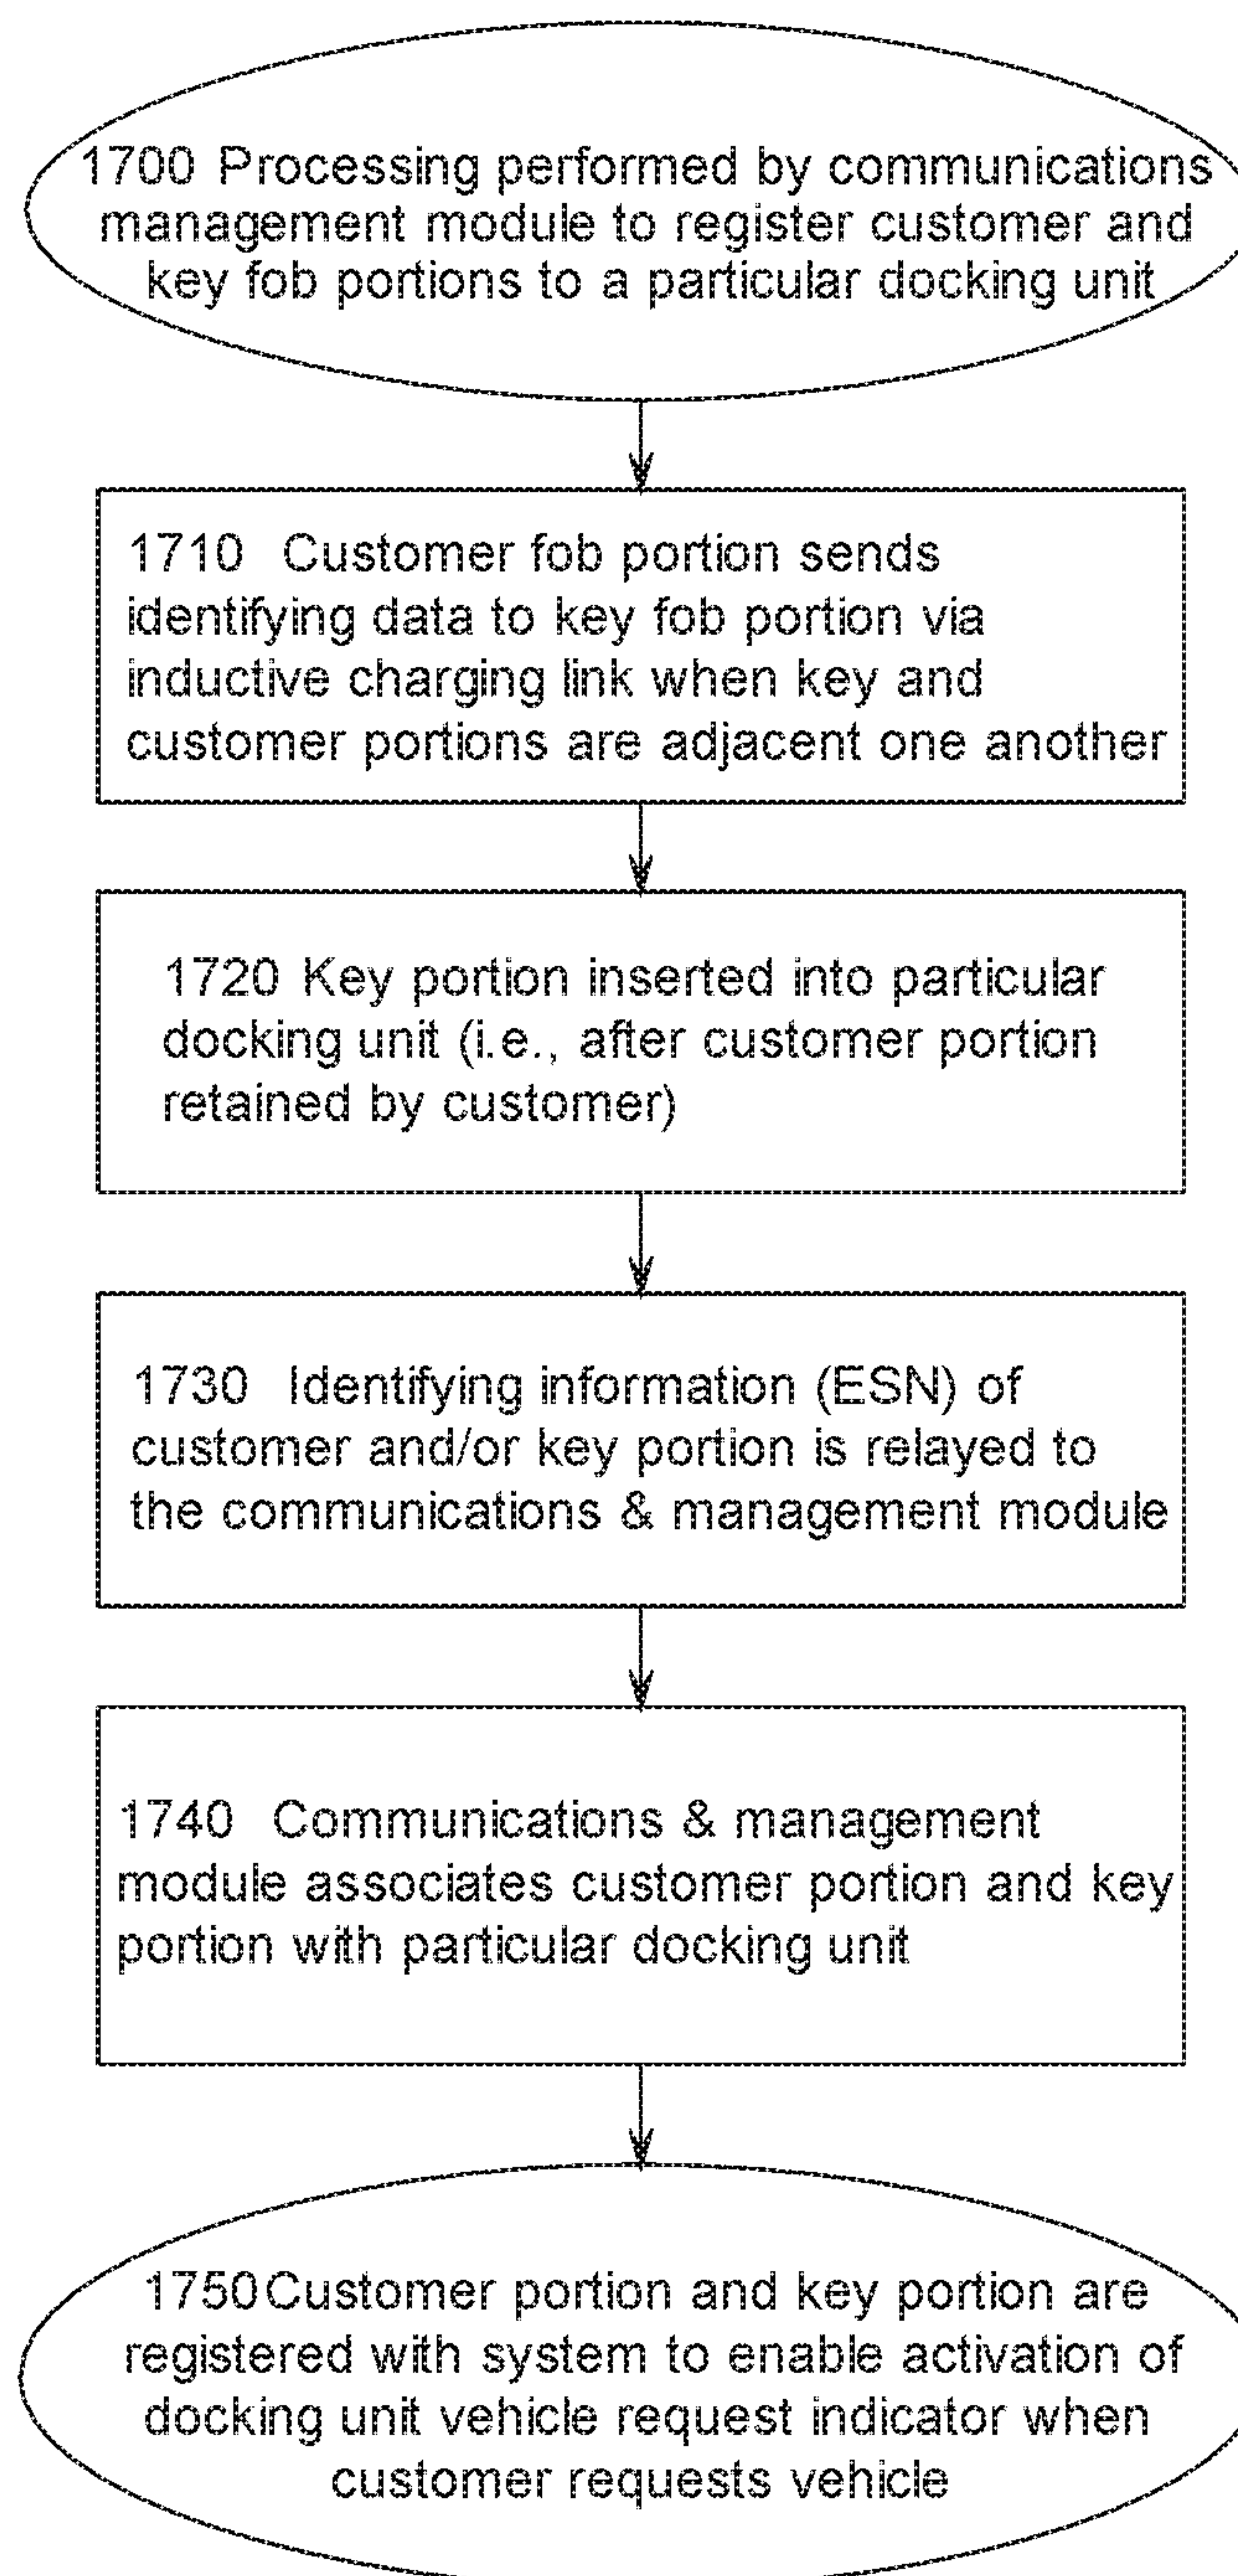 1700 Processing performed by communications
management module to register customer and
key fob portions to a particular docking unit
1710 Customer fob portion sends
identifying data to key fob portion via
inductive charging link when key and
customer portions are adjacent one another
1720 Key portion inserted into particular
docking unit (i.e., after customer portion
retained by customer)
1730 Identifying information (ESN) of
customer and/or key portion is relayed to
the communications & management module
1740 Communications & management
module associates customer portion and key
portion with particular docking unit
1750Customer portion and key portion are
registered with system to enable activation of
docking unit vehicle request indicator when
customer requests vehicle